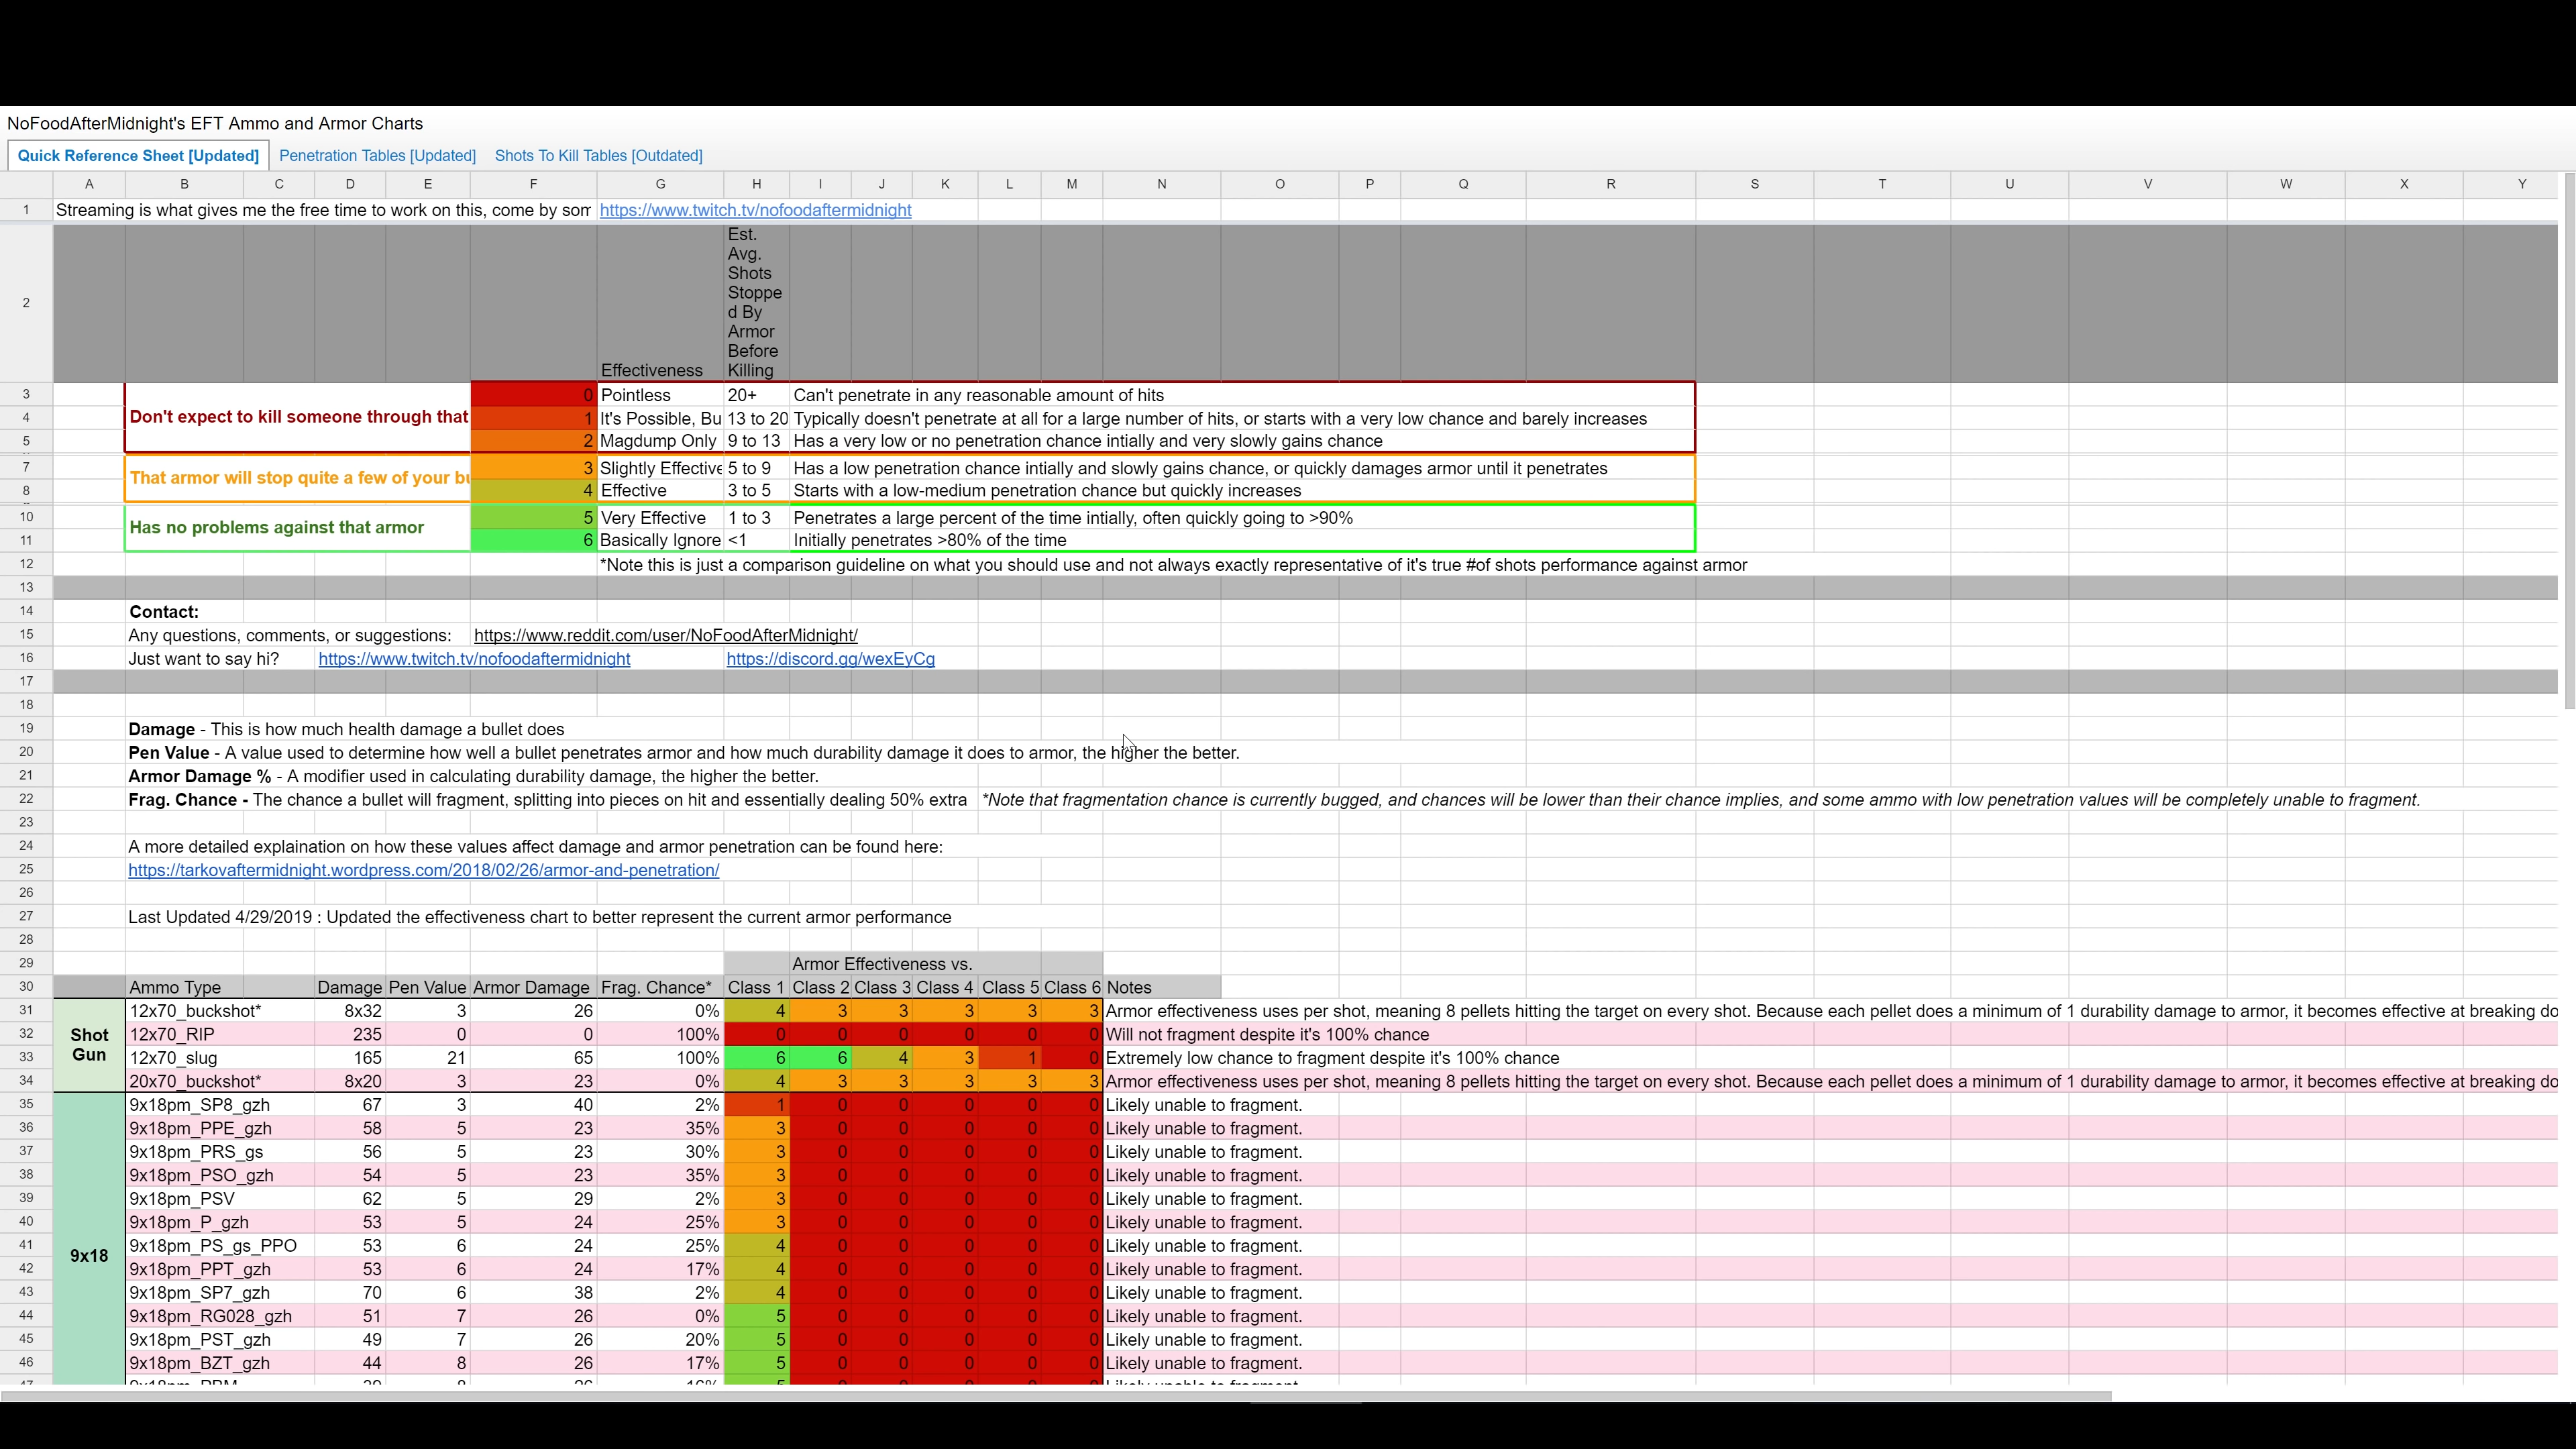 NoFoodAfterMidnight's EFT Ammo and Armor Charts
Quick Reference Sheet [Updated] Penetration Tables [Updated] Shots To Kill Tables [Outdated]
A B C D E F G H I J K L M N O P Q R S T U V W X Y
1 Streaming is what gives me the free time to work on this, come by som https://www.twitch.tv/nofoodaftermidnight
2 Effectiveness Est. Avg. Shots Stoppe d By Armor Before Killing
3 0 Pointless 20+ Can't penetrate in any reasonable amount of hits
Don't expect to kill someone through that
4 1 It's Possible, Bu 13 to 20 Typically doesn't penetrate at all for a large number of hits, or starts with a very low chance and barely increases
5 2 Magdump Only 9 to 13 Has a very low or no penetration chance intially and very slowly gains chance
7 3 Slightly Effective 5 to 9 Has a low penetration chance intially and slowly gains chance, or quickly damages armor until it penetrates
That armor will stop quite a few of your bu
8 4 Effective 3 to 5 Starts with a low-medium penetration chance but quickly increases
10 5 Very Effective 1 to 3 Penetrates a large percent of the time intially, often quickly going to >90%
Has no problems against that armor
11 6 Basically Ignore <1 Initially penetrates >80% of the time
12 *Note this is just a comparison guideline on what you should use and not always exactly representative of it's true #of shots performance against armor
13
14 Contact:
15 Any questions, comments, or suggestions: https://www.reddit.com/user/NoFoodAfterMidnight/
16 Just want to say hi? https://www.twitch.tv/nofoodaftermidnight https://discord.gg/wexEyCg
17
18
19 Damage - This is how much health damage a bullet does
20 Pen Value - A value used to determine how well a bullet penetrates armor and how much durability damage it does to armor, the higher the better.
21 Armor Damage % - A modifier used in calculating durability damage, the higher the better.
22 Frag. Chance - The chance a bullet will fragment, splitting into pieces on hit and essentially dealing 50% extra *Note that fragmentation chance is currently bugged, and chances will be lower than their chance implies, and some ammo with low penetration values will be completely unable to fragment.
23
24 A more detailed explaination on how these values affect damage and armor penetration can be found here:
25 https://tarkovaftermidnight.wordpress.com/2018/02/26/armor-and-penetration/
26
27 Last Updated 4/29/2019 : Updated the effectiveness chart to better represent the current armor performance
28
29 Armor Effectiveness vs.
30 Ammo Type Damage Pen Value Armor Damage Frag. Chance* Class 1 Class 2 Class 3 Class 4 Class 5 Class 6 Notes
31 12x70_buckshot* 8x32 3 26 0% 4 3 3 3 3 3 Armor effectiveness uses per shot, meaning 8 pellets hitting the target on every shot. Because each pellet does a minimum of 1 durability damage to armor, it becomes effective at breaking do
Shot Gun
32 12x70_RIP 235 0 0 100% 0 0 0 0 0 0 Will not fragment despite it's 100% chance
33 12x70_slug 165 21 65 100% 6 6 4 3 1 0 Extremely low chance to fragment despite it's 100% chance
34 20x70_buckshot* 8x20 3 23 0% 4 3 3 3 3 3 Armor effectiveness uses per shot, meaning 8 pellets hitting the target on every shot. Because each pellet does a minimum of 1 durability damage to armor, it becomes effective at breaking do
35 9x18pm_SP8_gzh 67 3 40 2% 1 0 0 0 0 0 Likely unable to fragment.
36 9x18pm_PPE_gzh 58 5 23 35% 3 0 0 0 0 0 Likely unable to fragment.
37 9x18pm_PRS_gs 56 5 23 30% 3 0 0 0 0 0 Likely unable to fragment.
38 9x18pm_PSO_gzh 54 5 23 35% 3 0 0 0 0 0 Likely unable to fragment.
39 9x18pm_PSV 62 5 29 2% 3 0 0 0 0 0 Likely unable to fragment.
40 9x18pm_P_gzh 53 5 24 25% 3 0 0 0 0 0 Likely unable to fragment.
41 9x18pm_PS_gs_PPO 53 6 24 25% 4 0 0 0 0 0 Likely unable to fragment.
9x18
42 9x18pm_PPT_gzh 53 6 24 17% 4 0 0 0 0 0 Likely unable to fragment.
43 9x18pm_SP7_gzh 70 6 38 2% 4 0 0 0 0 0 Likely unable to fragment.
44 9x18pm_RG028_gzh 51 7 26 0% 5 0 0 0 0 0 Likely unable to fragment.
45 9x18pm_PST_gzh 49 7 26 20% 5 0 0 0 0 0 Likely unable to fragment.
46 9x18pm_BZT_gzh 44 8 26 17% 5 0 0 0 0 0 Likely unable to fragment.